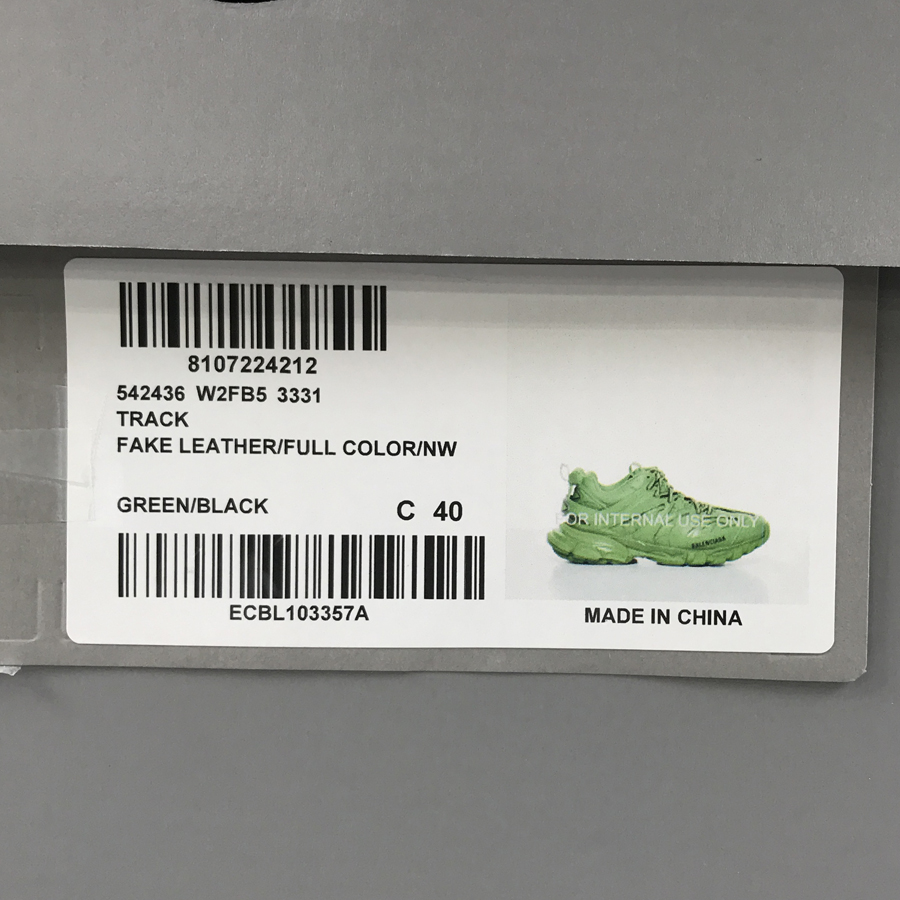 8107224212
542436 W2FB5 3331
TRACK
FAKE LEATHER/FULL COLOR/NW
GREEN/BLACK C 40
ECBL103357A
FOR INTERNAL USE ONLY
BALENCIAGA
MADE IN CHINA